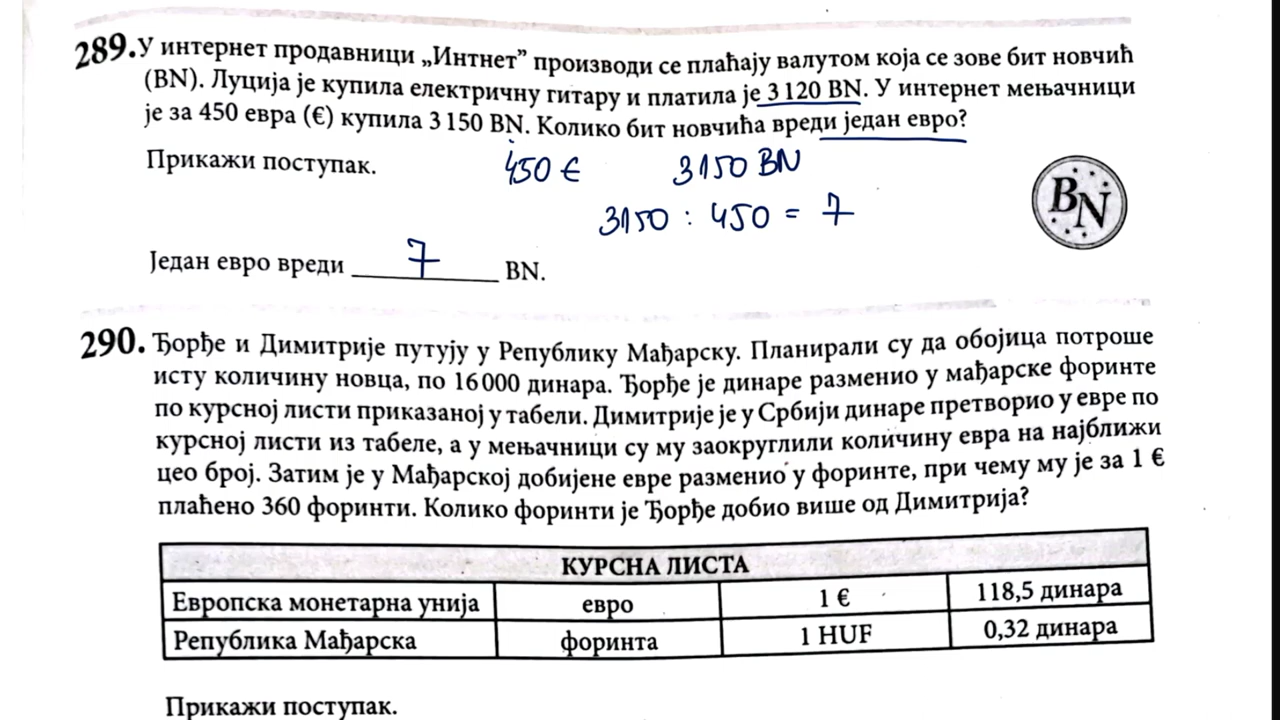 289. У интернет продавници „Интнет” производи се плаћају валутом која се зове бит новчић
(BN). Луција је купила електричну гитару и платила је 3 120 BN. У интернет мењачници
је за 450 евра (€) купила 3 150 BN. Колико бит новчића вреди један евро?
Прикажи поступак.
450 € 3150 BN
3150 : 450 = 7
BN
Један евро вреди 7 BN.
290. Ђорђе и Димитрије путују у Републику Мађарску. Планирали су да обојица потроше
исту количину новца, по 16 000 динара. Ђорђе је динаре разменио у мађарске форинте
по курсној листи приказаној у табели. Димитрије је у Србији динаре претворио у евре по
курсној листи из табеле, а у мењачници су му заокруглили количину евра на најближи
цео број. Затим је у Мађарској добијене евре разменио у форинте, при чему му је за 1 €
плаћено 360 форинти. Колико форинти је Ђорђе добио више од Димитрија?
КУРСНА ЛИСТА
Европска монетарна унија евро 1 € 118,5 динара
Република Мађарска форинта 1 HUF 0,32 динара
Прикажи поступак.